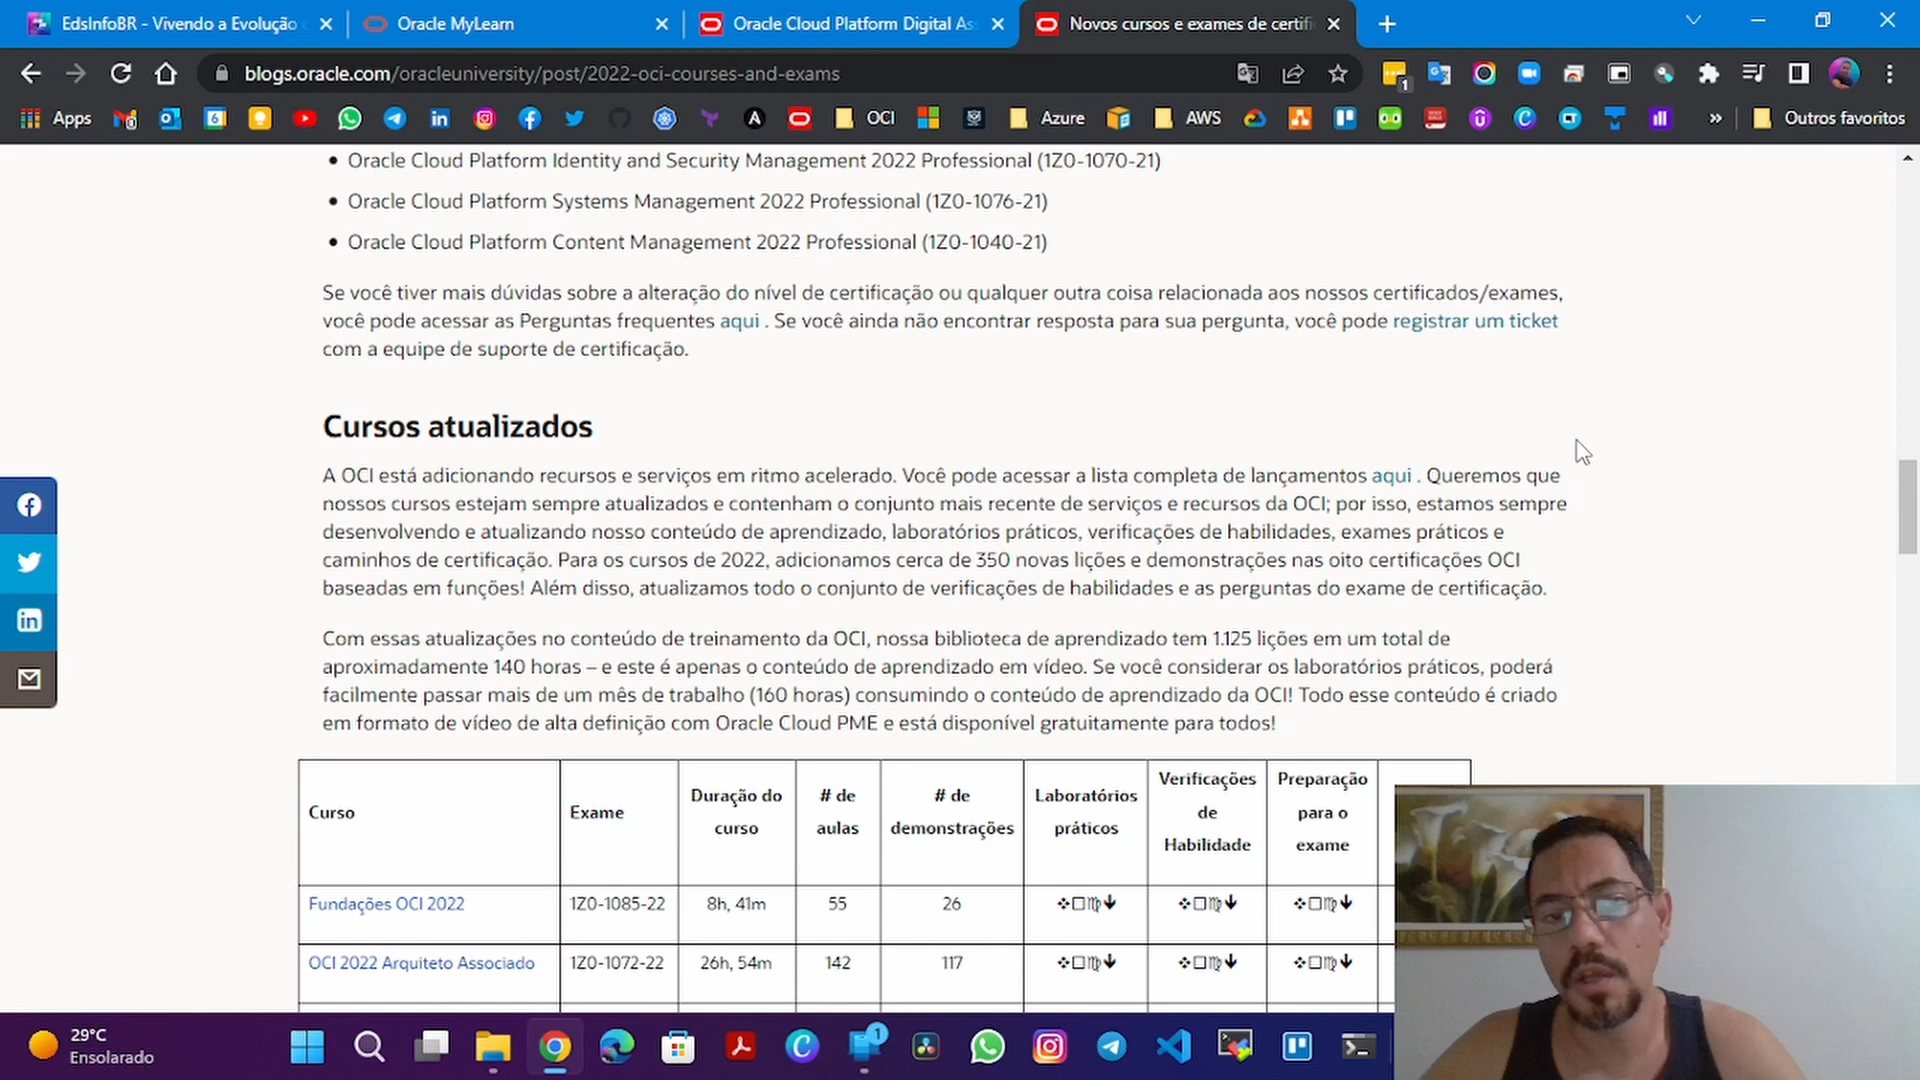 EdsInfoBR - Vivendo a Evolução
Oracle MyLearn
Oracle Cloud Platform Digital As
Novos cursos e exames de certifi
blogs.oracle.com/oracleuniversity/post/2022-oci-courses-and-exams
1
Apps
OCI
Azure
AWS
Outros favoritos
• Oracle Cloud Platform Identity and Security Management 2022 Professional (1Z0-1070-21)
• Oracle Cloud Platform Systems Management 2022 Professional (1Z0-1076-21)
• Oracle Cloud Platform Content Management 2022 Professional (1Z0-1040-21)
Se você tiver mais dúvidas sobre a alteração do nível de certificação ou qualquer outra coisa relacionada aos nossos certificados/exames,
você pode acessar as Perguntas frequentes aqui . Se você ainda não encontrar resposta para sua pergunta, você pode registrar um ticket
com a equipe de suporte de certificação.
Cursos atualizados
A OCI está adicionando recursos e serviços em ritmo acelerado. Você pode acessar a lista completa de lançamentos aqui . Queremos que
nossos cursos estejam sempre atualizados e contenham o conjunto mais recente de serviços e recursos da OCI; por isso, estamos sempre
desenvolvendo e atualizando nosso conteúdo de aprendizado, laboratórios práticos, verificações de habilidades, exames práticos e
caminhos de certificação. Para os cursos de 2022, adicionamos cerca de 350 novas lições e demonstrações nas oito certificações OCI
baseadas em funções! Além disso, atualizamos todo o conjunto de verificações de habilidades e as perguntas do exame de certificação.
Com essas atualizações no conteúdo de treinamento da OCI, nossa biblioteca de aprendizado tem 1.125 lições em um total de
aproximadamente 140 horas – e este é apenas o conteúdo de aprendizado em vídeo. Se você considerar os laboratórios práticos, poderá
facilmente passar mais de um mês de trabalho (160 horas) consumindo o conteúdo de aprendizado da OCI! Todo esse conteúdo é criado
em formato de vídeo de alta definição com Oracle Cloud PME e está disponível gratuitamente para todos!
Curso Exame Duração do curso # de aulas # de demonstrações Laboratórios práticos Verificações de Habilidade Preparação para o exame
Fundações OCI 2022 1Z0-1085-22 8h, 41m 55 26 ❖□♍🡻 ❖□♍🡻 ❖□♍🡻
OCI 2022 Arquiteto Associado 1Z0-1072-22 26h, 54m 142 117 ❖□♍🡻 ❖□♍🡻 ❖□♍🡻
29°C
Ensolarado
1